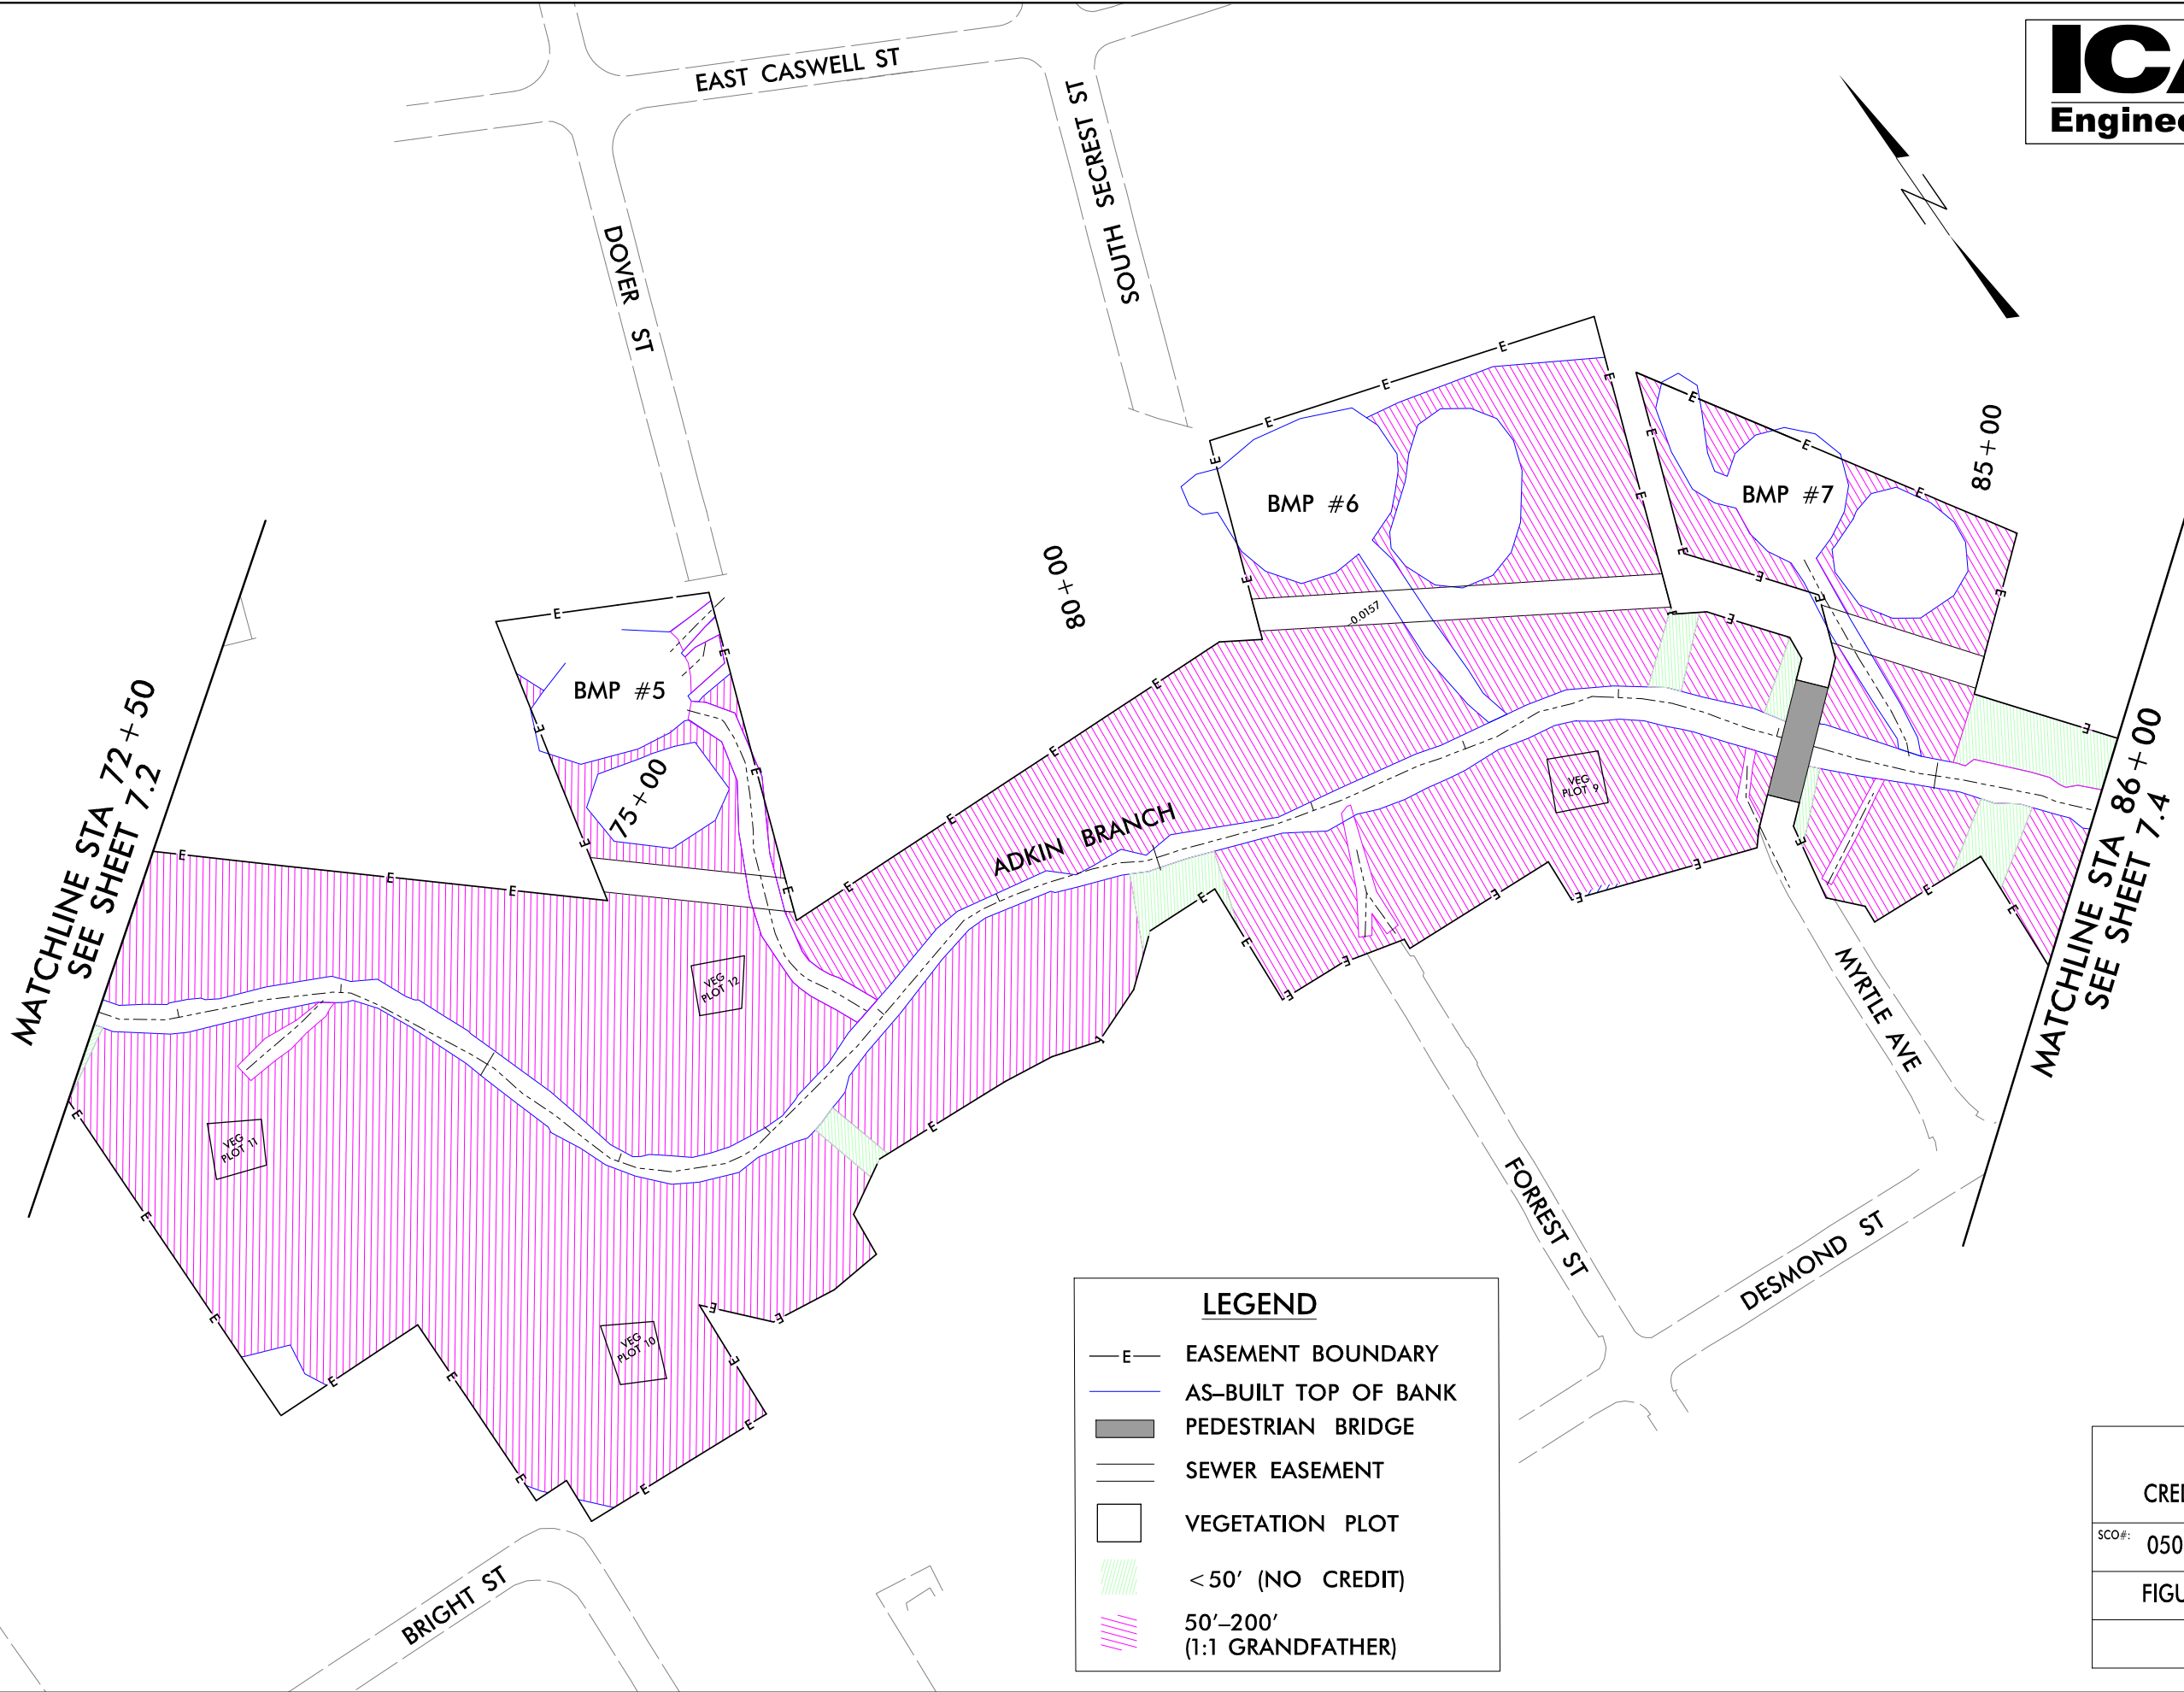 EAST CASWELL ST
SOUTH SECREST ST
DOVER ST
ICA
Enginee
85+00
BMP #6
BMP #7
80+00
-0.0157
BMP #5
75+00
MATCHLINE STA 72+50
SEE SHEET 7.2
ADKIN BRANCH
VEG
PLOT 9
VEG
PLOT 12
VEG
PLOT 11
VEG
PLOT 10
MATCHLINE STA 86+00
SEE SHEET 7.4
MYRTLE AVE
FORREST ST
DESMOND ST
BRIGHT ST
LEGEND
E EASEMENT BOUNDARY
AS-BUILT TOP OF BANK
PEDESTRIAN BRIDGE
SEWER EASEMENT
VEGETATION PLOT
<50' (NO CREDIT)
50'-200'
(1:1 GRANDFATHER)
SCO#: 050